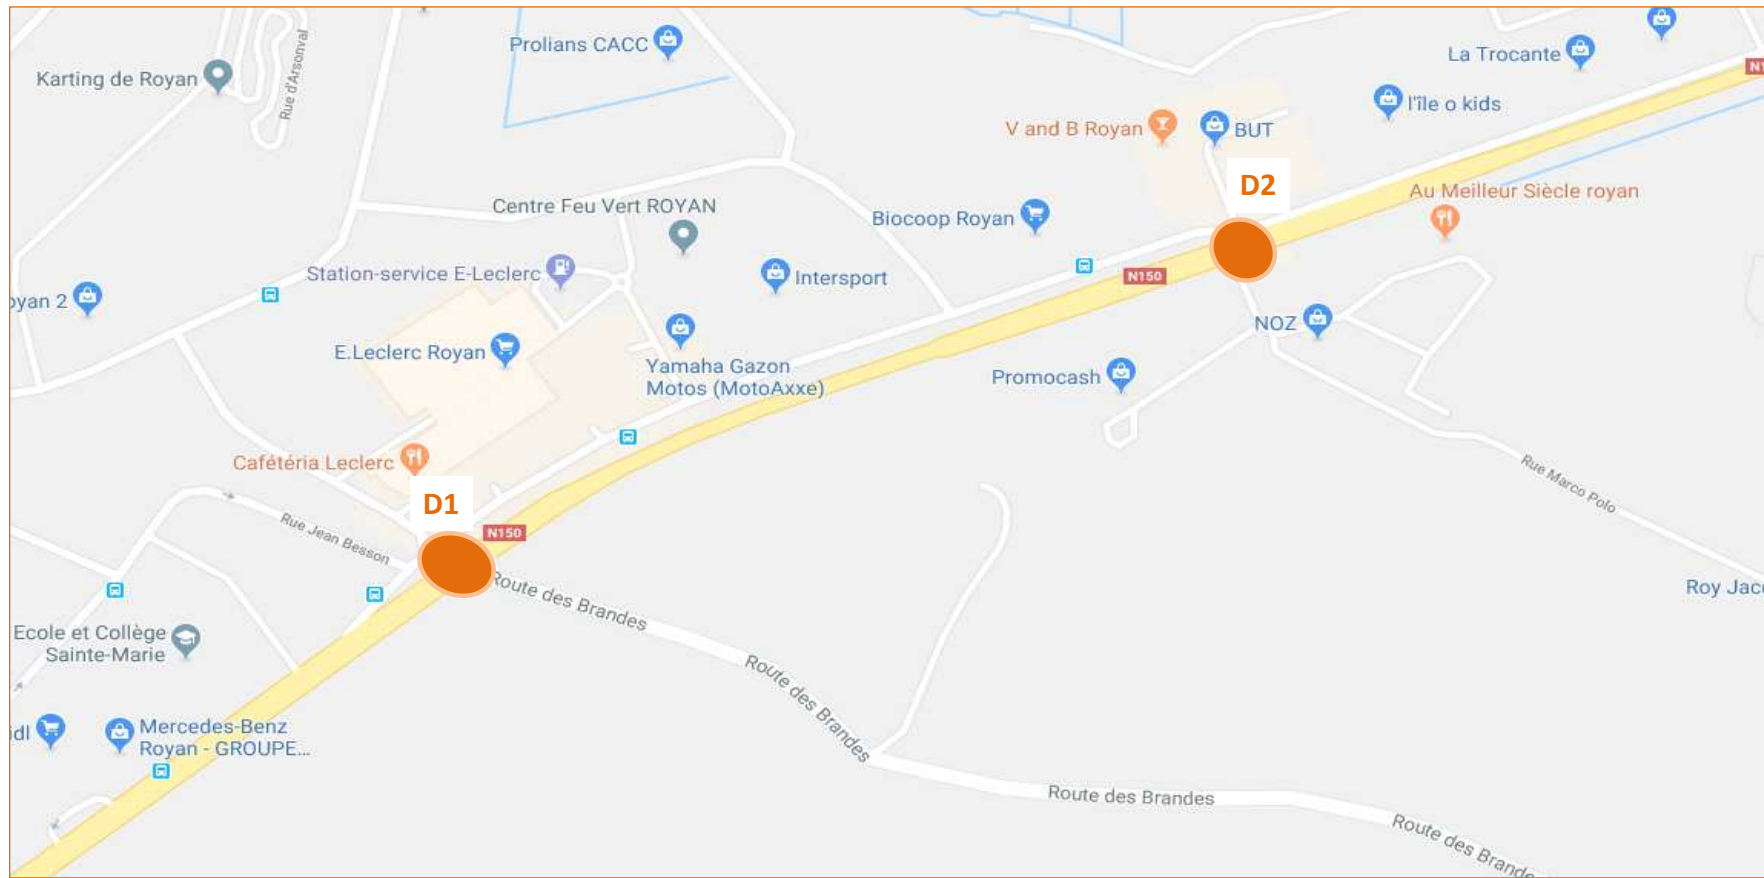 Prolians CACC
La Trocante
Karting de Royan
Rue d'Arsonval
l'île o kids
V and B Royan
BUT
D2
Au Meilleur Siècle royan
Centre Feu Vert ROYAN
Biocoop Royan
Station-service E-Leclerc
Intersport
N150
yan 2
NOZ
E.Leclerc Royan
Yamaha Gazon
Motos (MotoAxxe)
Promocash
Cafétéria Leclerc
D1
Rue Marco Polo
N150
Rue Jean Besson
Route des Brandes
Roy Jac
Ecole et Collège
Sainte-Marie
Route des Brandes
idl
Mercedes-Benz
Royan - GROUPE...
Route des Brandes
Route des Brande